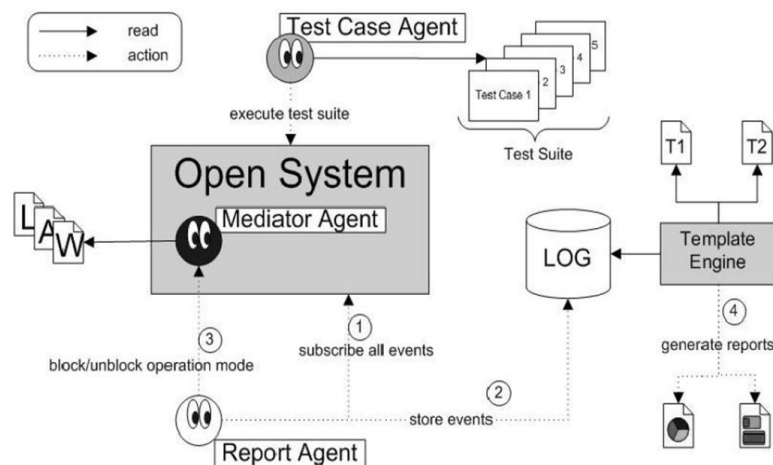 read
action
Test Case Agent
execute test suite
Test Case 1
2
3
4
5
Test Suite
Open System
Mediator Agent
L
A
W
T1
T2
LOG
Template
Engine
1
subscribe all events
3
block/unblock operation mode
2
store events
4
generate reports
Report Agent